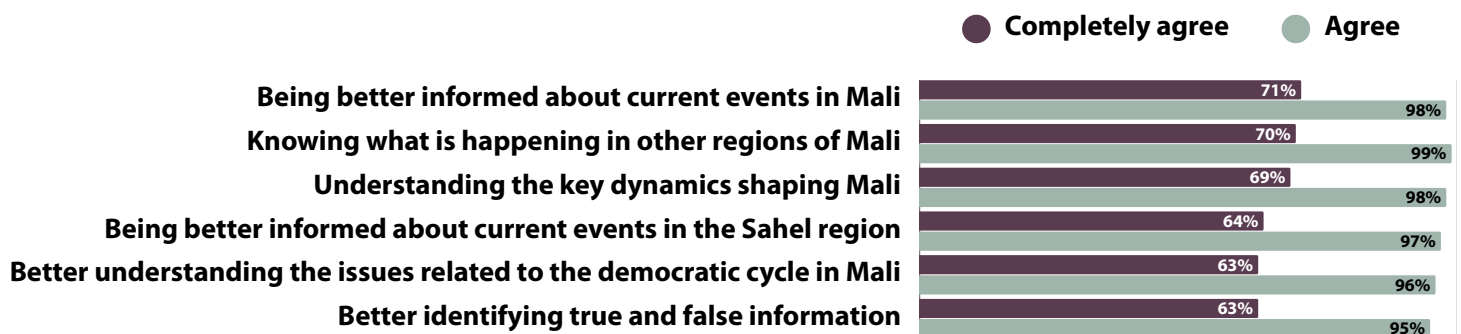 Completely agree Agree
Being better informed about current events in Mali 71%
98%
Knowing what is happening in other regions of Mali 70%
99%
Understanding the key dynamics shaping Mali 69%
98%
Being better informed about current events in the Sahel region 64%
97%
Better understanding the issues related to the democratic cycle in Mali 63%
96%
Better identifying true and false information 63%
95%